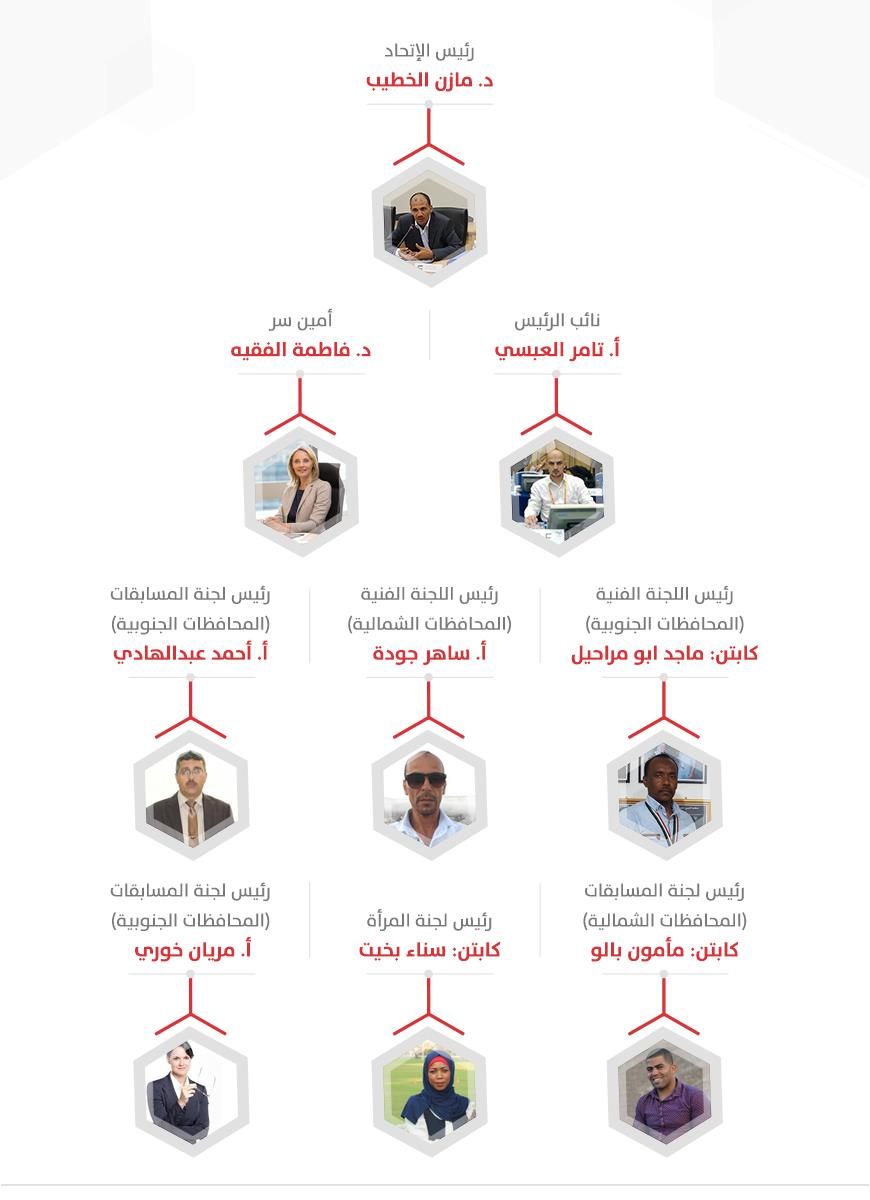 رئيس الإتحاد
د. مازن الخطيب
نائب الرئيس
أ. تامر العبسي
أمين سر
د. فاطمة الفقيه
رئيس اللجنة الفنية
(المحافظات الجنوبية)
كابتن: ماجد ابو مراحيل
رئيس اللجنة الفنية
(المحافظات الشمالية)
أ. ساهر جودة
رئيس لجنة المسابقات
(المحافظات الجنوبية)
أ. أحمد عبدالهادي
رئيس لجنة المسابقات
(المحافظات الشمالية)
كابتن: مأمون بالو
رئيس لجنة المرأة
كابتن: سناء بخيت
رئيس لجنة المسابقات
(المحافظات الجنوبية)
أ. مريان خوري